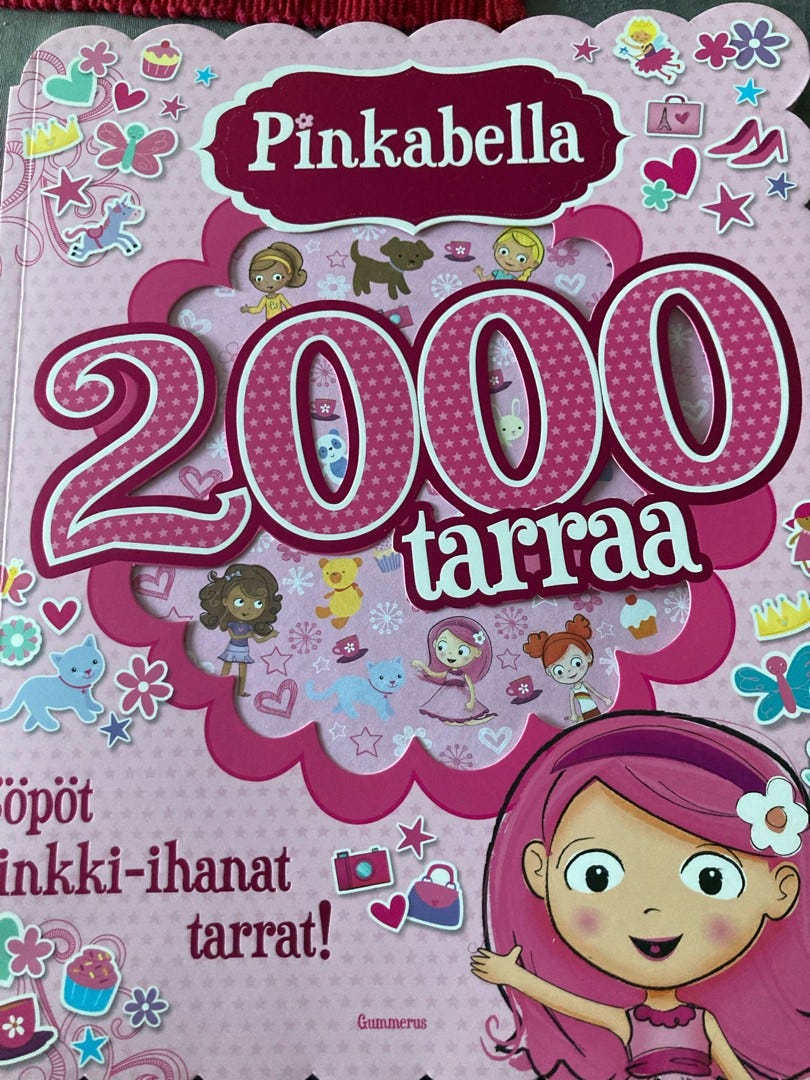 Pinkabella
2000
tarraa
öpöt
inkki-ihanat
tarrat!
Gummerus